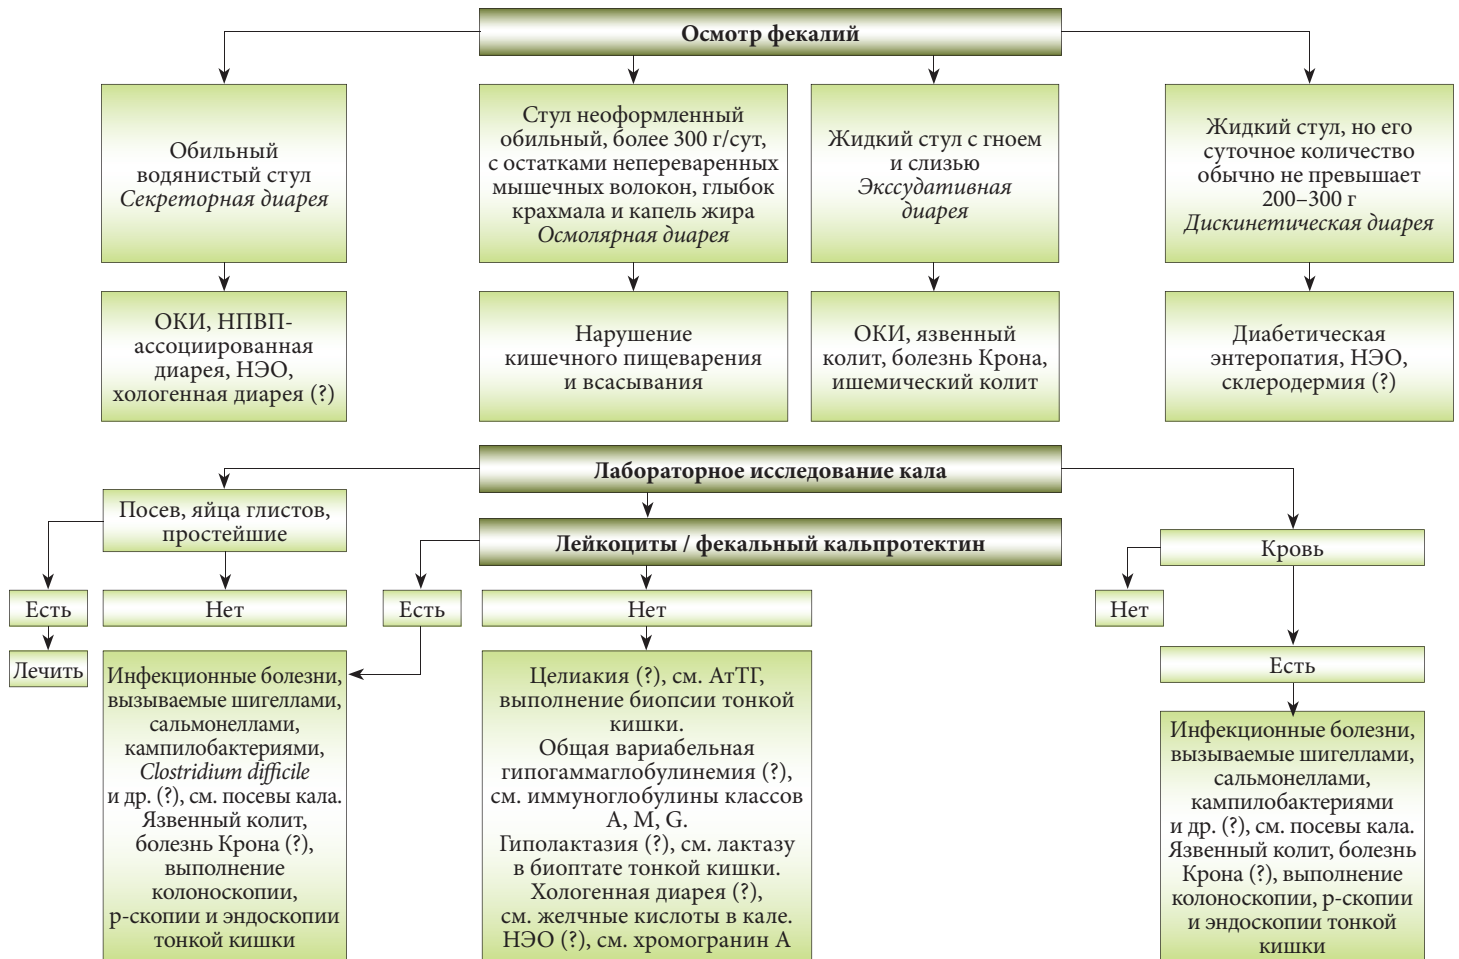 Осмотр фекалий
Обильный
водянистый стул
Секреторная диарея
Стул неоформленный
обильный, более 300 г/сут,
с остатками непереваренных
мышечных волокон, глыбок
крахмала и капель жира
Осмолярная диарея
Жидкий стул с гноем
и слизью
Экссудативная
диарея
Жидкий стул, но его
суточное количество
обычно не превышает
200–300 г
Дискинетическая диарея
ОКИ, НПВП-
ассоциированная
диарея, НЭО,
хологенная диарея (?)
Нарушение
кишечного пищеварения
и всасывания
ОКИ, язвенный
колит, болезнь Крона,
ишемический колит
Диабетическая
энтеропатия, НЭО,
склеродермия (?)
Лабораторное исследование кала
Посев, яйца глистов,
простейшие
Лейкоциты / фекальный кальпротектин
Кровь
Есть
Нет
Есть
Нет
Нет
Лечить
Есть
Инфекционные болезни,
вызываемые шигеллами,
сальмонеллами,
кампилобактериями,
Clostridium difficile
и др. (?), см. посевы кала.
Язвенный колит,
болезнь Крона (?),
выполнение
колоноскопии,
р-скопии и эндоскопии
тонкой кишки
Целиакия (?), см. АтТГ,
выполнение биопсии тонкой
кишки.
Общая вариабельная
гипогаммаглобулинемия (?),
см. иммуноглобулины классов
А, М, G.
Гиполактазия (?), см. лактазу
в биоптате тонкой кишки.
Хологенная диарея (?),
см. желчные кислоты в кале.
НЭО (?), см. хромогранин А
Инфекционные болезни,
вызываемые шигеллами,
сальмонеллами,
кампилобактериями
и др. (?), см. посевы кала.
Язвенный колит, болезнь
Крона (?), выполнение
колоноскопии, р-скопии
и эндоскопии тонкой
кишки